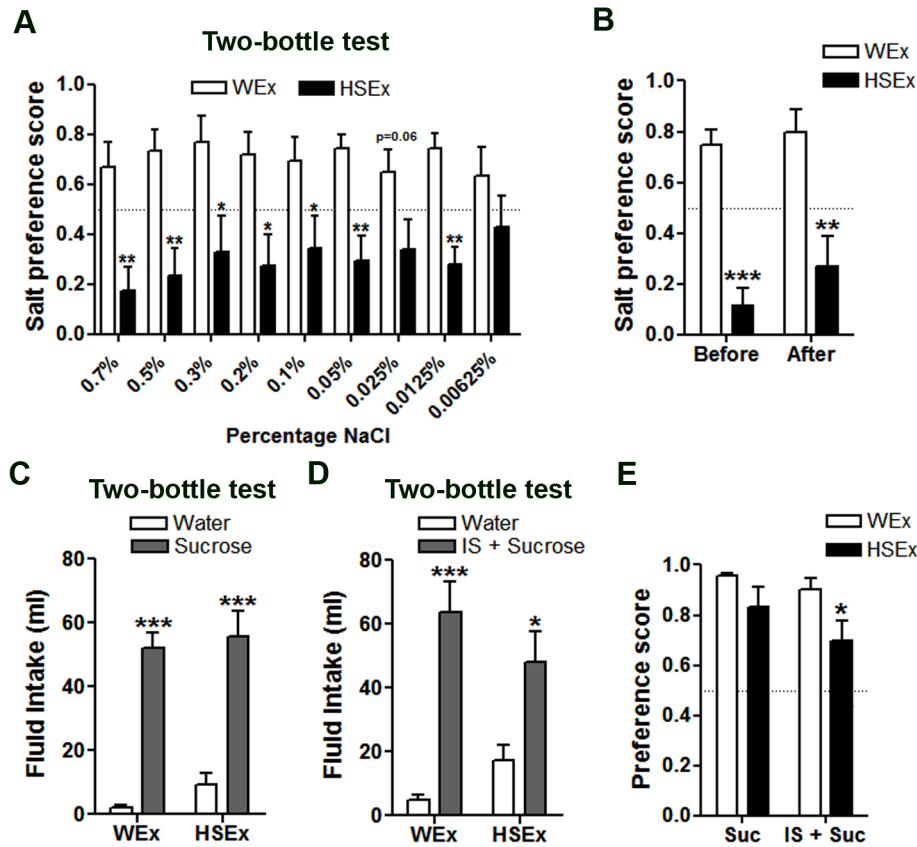 A
Two-bottle test
WEx
HSEx
Salt preference score
1.0
0.8
0.6
0.4
0.2
0.0
p=0.06
**
**
*
*
*
**
**
0.7%
0.5%
0.3%
0.2%
0.1%
0.05%
0.025%
0.0125%
0.00625%
Percentage NaCl
B
WEx
HSEx
Salt preference score
1.0
0.8
0.6
0.4
0.2
0.0
***
**
Before
After
C
Two-bottle test
Water
Sucrose
Fluid Intake (ml)
80
60
40
20
0
***
***
WEx
HSEx
D
Two-bottle test
Water
IS + Sucrose
Fluid Intake (ml)
80
60
40
20
0
***
*
WEx
HSEx
E
WEx
HSEx
Preference score
1.0
0.8
0.6
0.4
0.2
0.0
*
Suc
IS + Suc